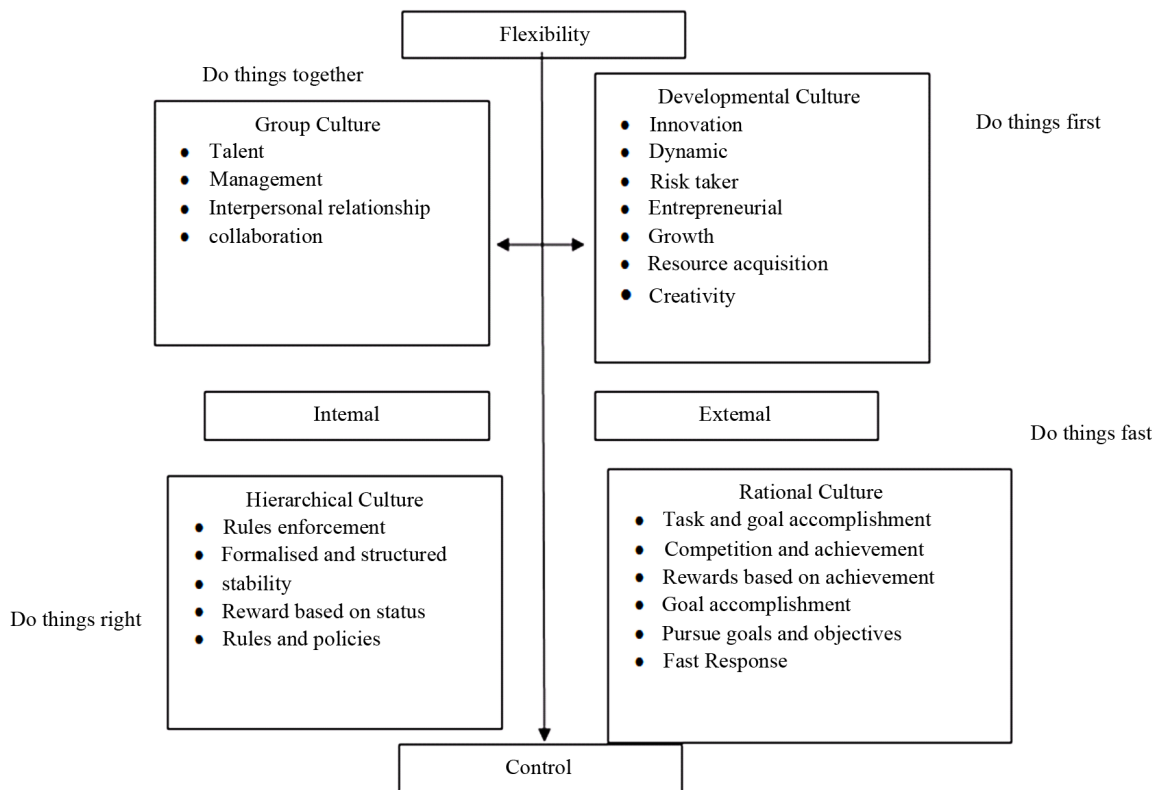 Flexibility
Do things together
Group Culture
● Talent
● Management
● Interpersonal relationship
● collaboration
Developmental Culture
● Innovation
● Dynamic
● Risk taker
● Entrepreneurial
● Growth
● Resource acquisition
● Creativity
Do things first
Intemal
Extemal
Do things fast
Hierarchical Culture
● Rules enforcement
● Formalised and structured
● stability
● Reward based on status
● Rules and policies
Do things right
Rational Culture
● Task and goal accomplishment
● Competition and achievement
● Rewards based on achievement
● Goal accomplishment
● Pursue goals and objectives
● Fast Response
Control